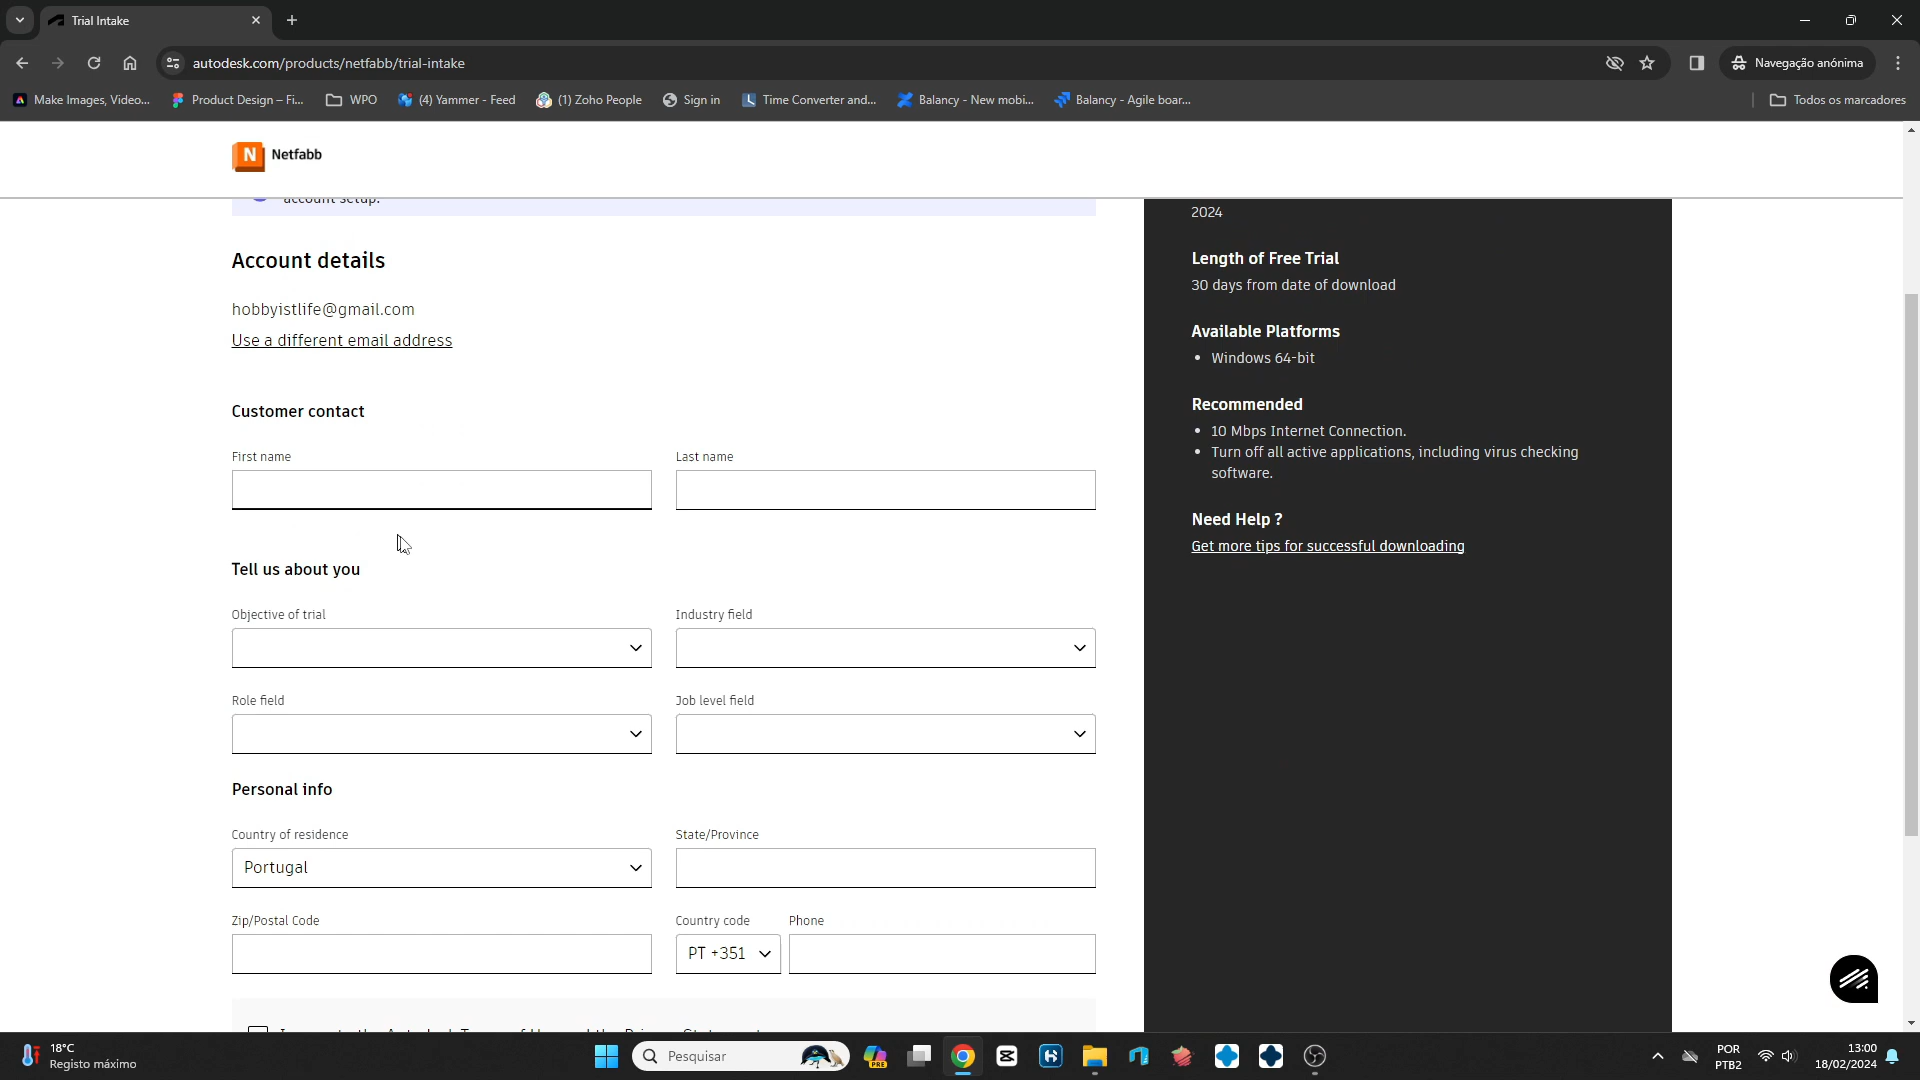 Trial Intake
autodesk.com/products/netfabb/trial-intake
Navegação anónima
Make Images, Video...
Product Design – Fi...
WPO
(4) Yammer - Feed
(1) Zoho People
Sign in
Time Converter and...
Balancy - New mobi...
Balancy - Agile boar...
Todos os marcadores
N Netfabb
account setup.
2024
Account details
Length of Free Trial
30 days from date of download
hobbyistlife@gmail.com
Use a different email address
Available Platforms
• Windows 64-bit
Customer contact
Recommended
• 10 Mbps Internet Connection.
• Turn off all active applications, including virus checking
software.
First name
Last name
Need Help ?
Get more tips for successful downloading
Tell us about you
Objective of trial
Industry field
Role field
Job level field
Personal info
Country of residence
State/Province
Portugal
Zip/Postal Code
Country code
Phone
PT +351
18°C
Registo máximo
Pesquisar
PRE
POR
PTB2
13:00
18/02/2024